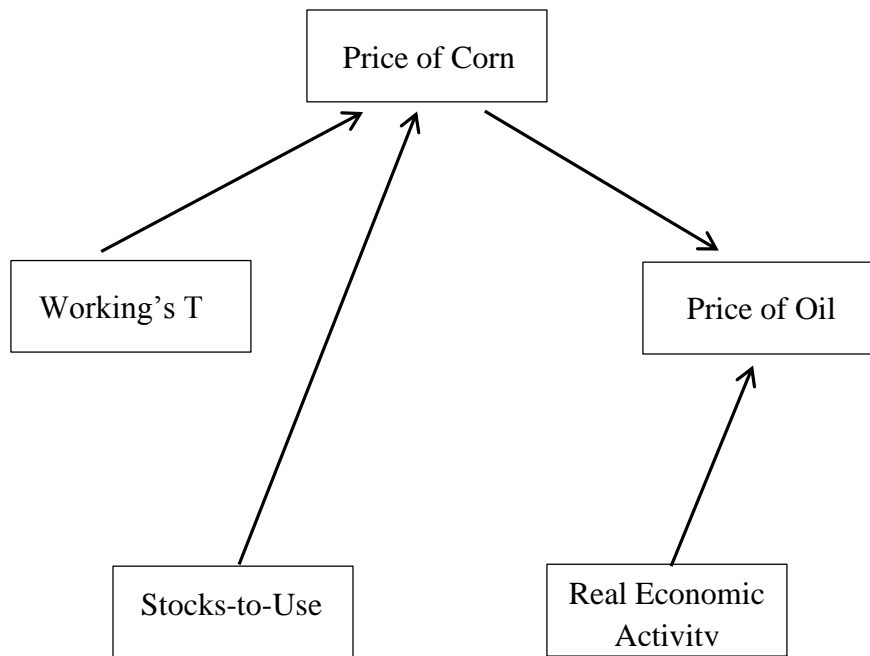 Price of Corn
Working’s T
Price of Oil
Stocks-to-Use
Real Economic
Activity